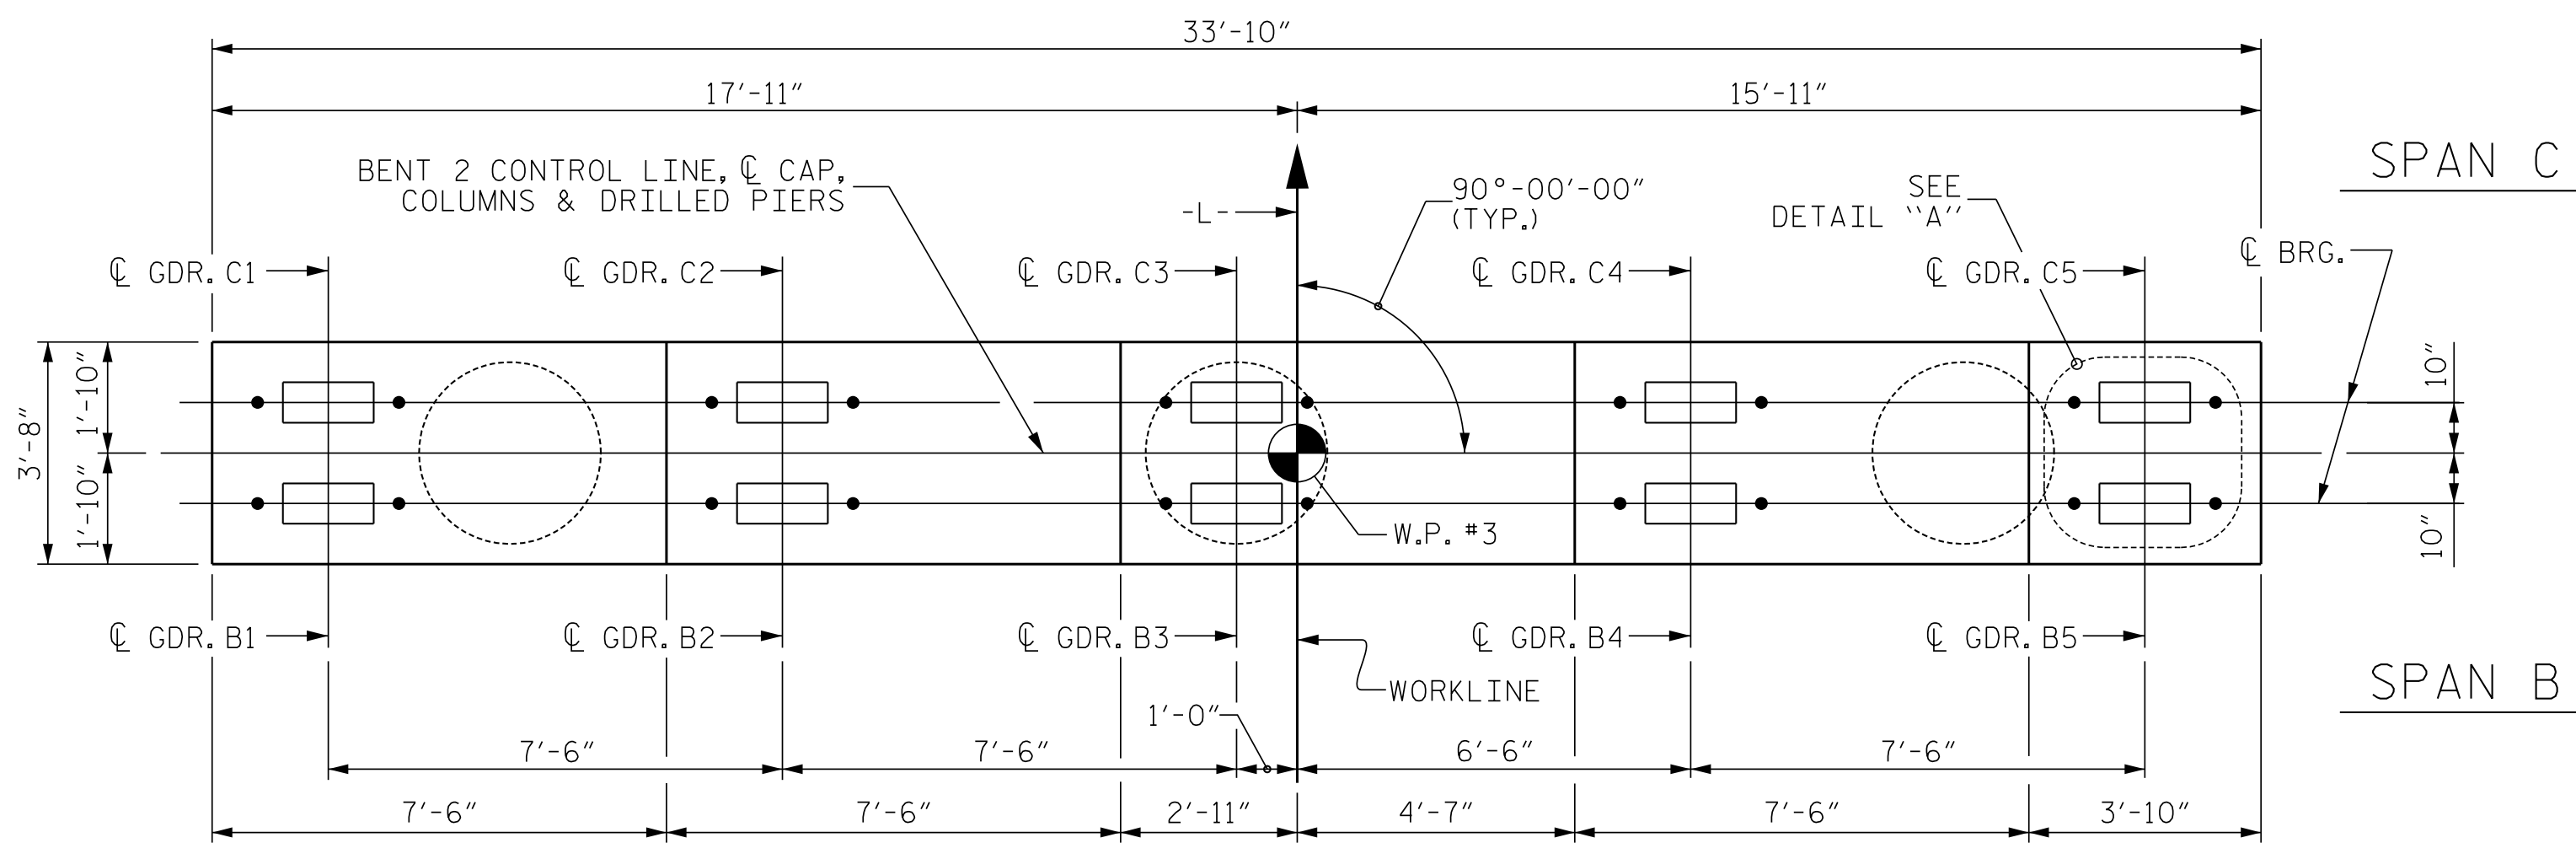 33'-10"
17'-11"
15'-11"
SPAN C
BENT 2 CONTROL LINE, ℄ CAP,
COLUMNS & DRILLED PIERS
-L-
90°-00'-00"
(TYP.)
SEE
DETAIL "A"
℄ BRG.
℄ GDR. C1
℄ GDR. C2
℄ GDR. C3
℄ GDR. C4
℄ GDR. C5
3'-8"
1'-10"
1'-10"
10"
10"
W.P. #3
℄ GDR. B1
℄ GDR. B2
℄ GDR. B3
℄ GDR. B4
℄ GDR. B5
WORKLINE
SPAN B
1'-0"
7'-6"
7'-6"
6'-6"
7'-6"
7'-6"
7'-6"
2'-11"
4'-7"
7'-6"
3'-10"